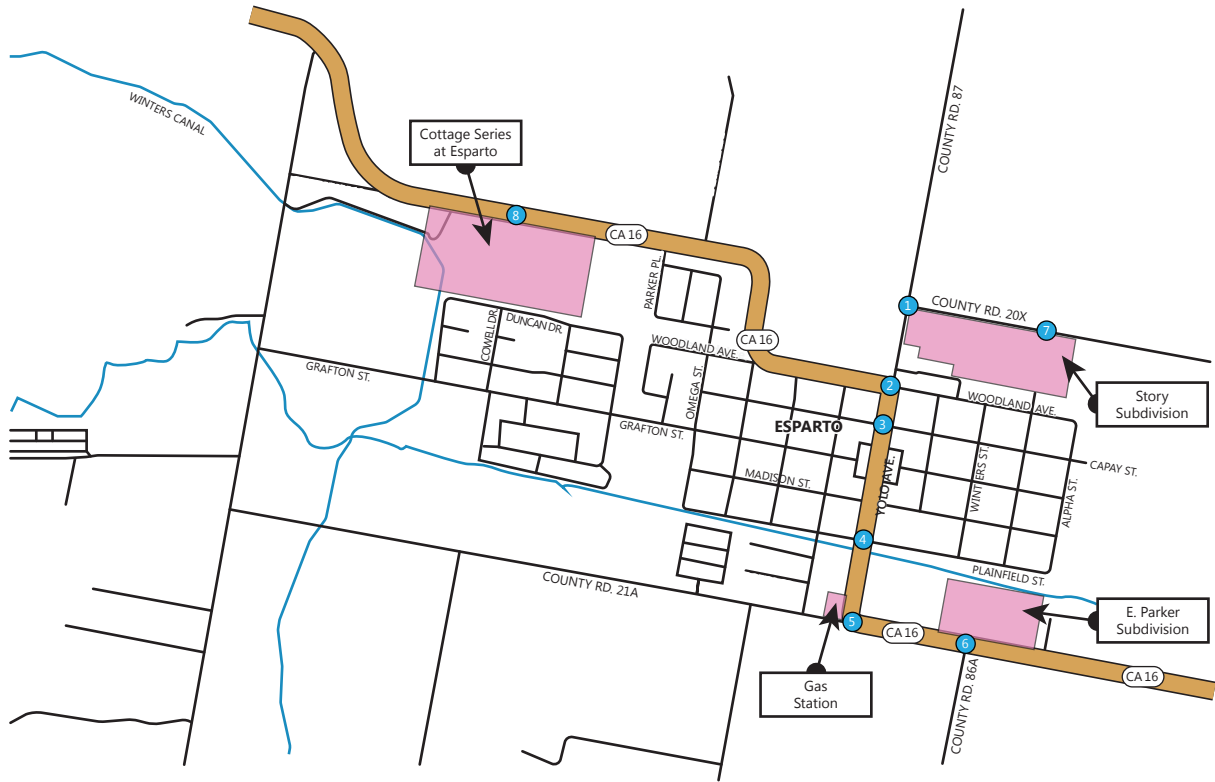 COUNTY RD. 87
WINTERS CANAL
Cottage Series
at Esparto
8
CA 16
PARKER PL.
1
COUNTY RD. 20X
7
DUNCAN DR.
COWELL DR.
WOODLAND AVE.
CA 16
GRAFTON ST.
OMEGA ST.
2
WOODLAND AVE.
Story
Subdivision
GRAFTON ST.
ESPARTO
3
CAPAY ST.
MADISON ST.
YOLO AVE.
WINTERS ST.
ALPHA ST.
4
PLAINFIELD ST.
COUNTY RD. 21A
5
CA 16
6
E. Parker
Subdivision
CA 16
Gas
Station
COUNTY RD. 86A